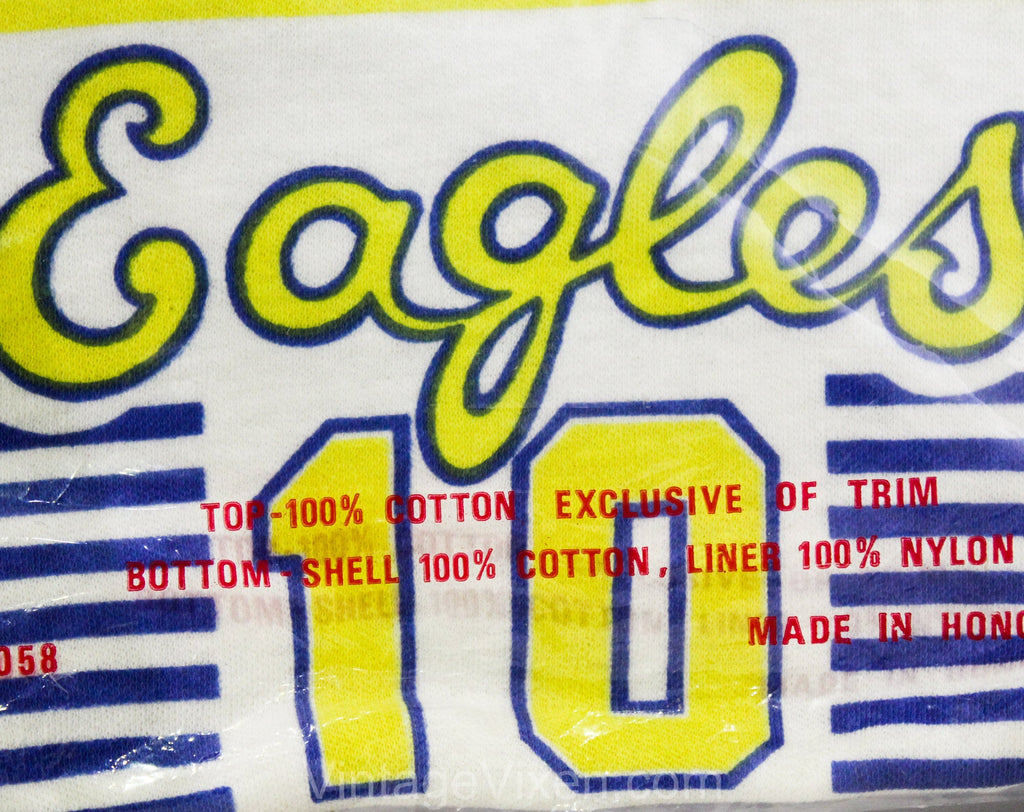 Eagles
10
TOP-100% COTTON EXCLUSIVE OF TRIM
BOTTOM - SHELL 100% COTTON, LINER 100% NYLON
MADE IN HONG
058
VintageVixen.com